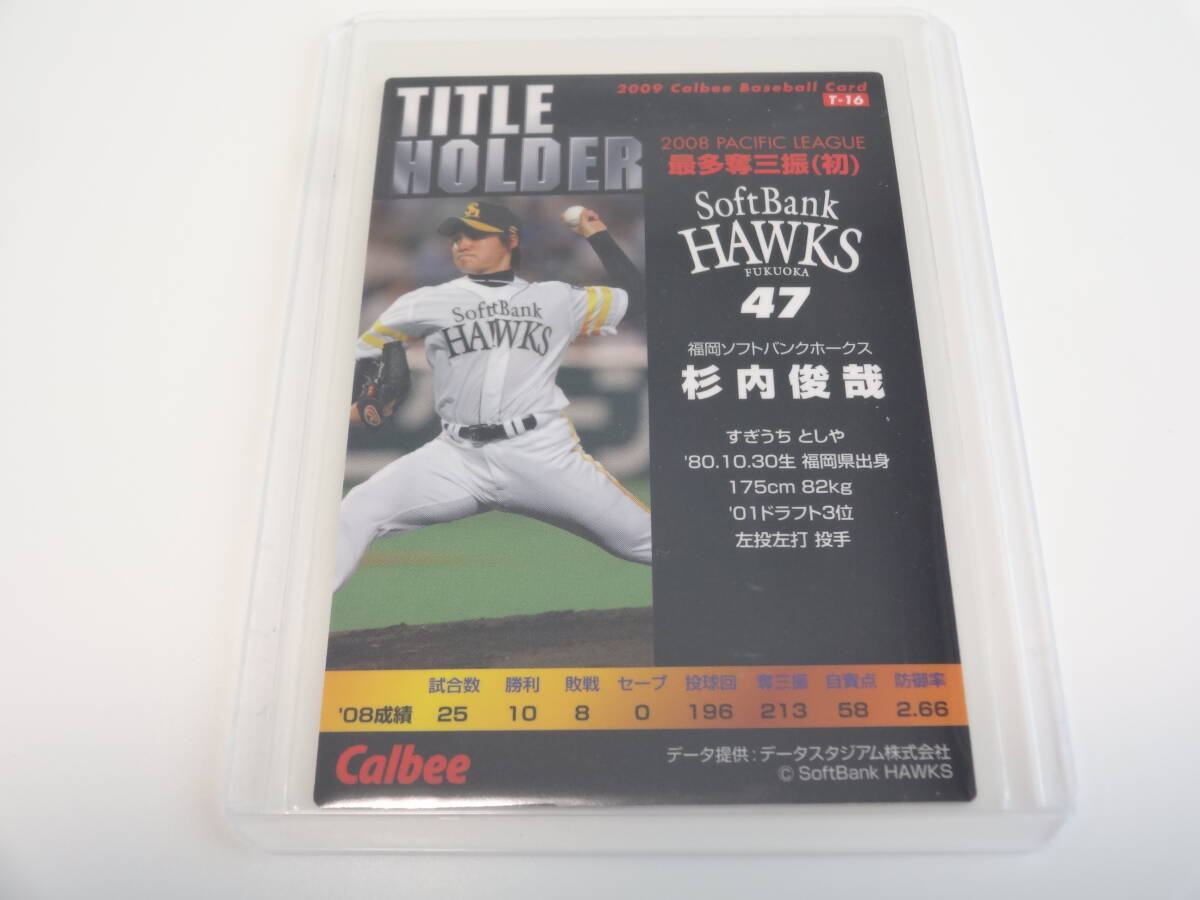 TITLE
HOLDER
2009 Calbee Baseball Card
T-16
2008 PACIFIC LEAGUE
最多奪三振(初)
SoftBank
HAWKS
FUKUOKA
47
福岡ソフトバンクホークス
杉内俊哉
すぎうち としや
'80.10.30生 福岡県出身
175cm 82kg
'01ドラフト3位
左投左打 投手
SoftBank
HAWKS
試合数 勝利 敗戦 セーブ 投球回 奪三振 自責点 防御率
'08成績 25 10 8 0 196 213 58 2.66
Calbee
データ提供:データスタジアム株式会社
© SoftBank HAWKS